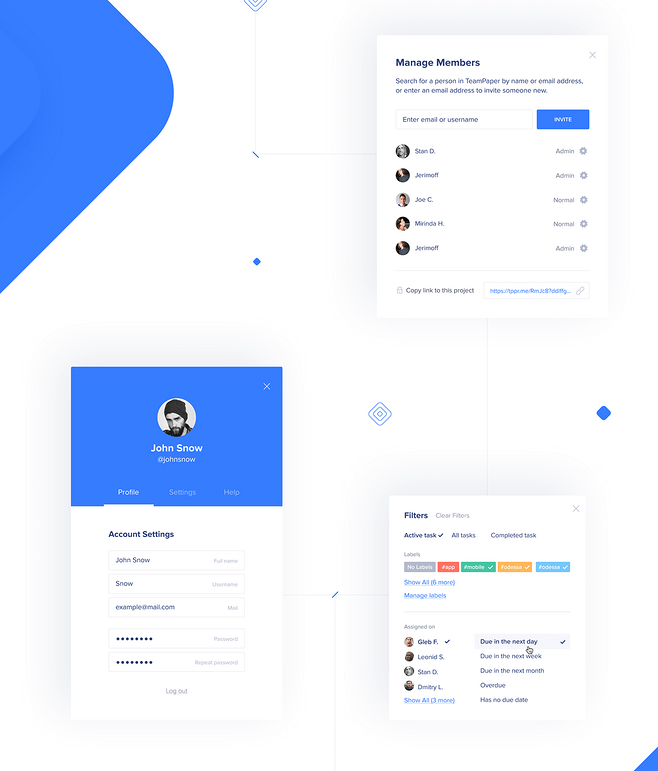 Manage Members
Search for a person in TeamPaper by name or email address,
or enter an email address to invite someone new.
Enter email or username
INVITE
Stan D. Admin
Jerimoff Admin
Joe C. Normal
Mirinda H. Normal
Jerimoff Admin
Copy link to this project
John Snow
@johnsnow
Profile Settings Help
Account Settings
John Snow Full name
Snow Username
example@mail.com Mail
•••••••• Password
•••••••• Repeat password
Log out
Filters Clear Filters
Active task All tasks Completed task
Labels
No Labels #app #mobile #odessa #odessa
Show All (6 more)
Manage labels
Assigned on
Gleb F. Due in the next day
Leonid S. Due in the next week
Stan D. Due in the next month
Dmitry L. Overdue
Show All (3 more) Has no due date